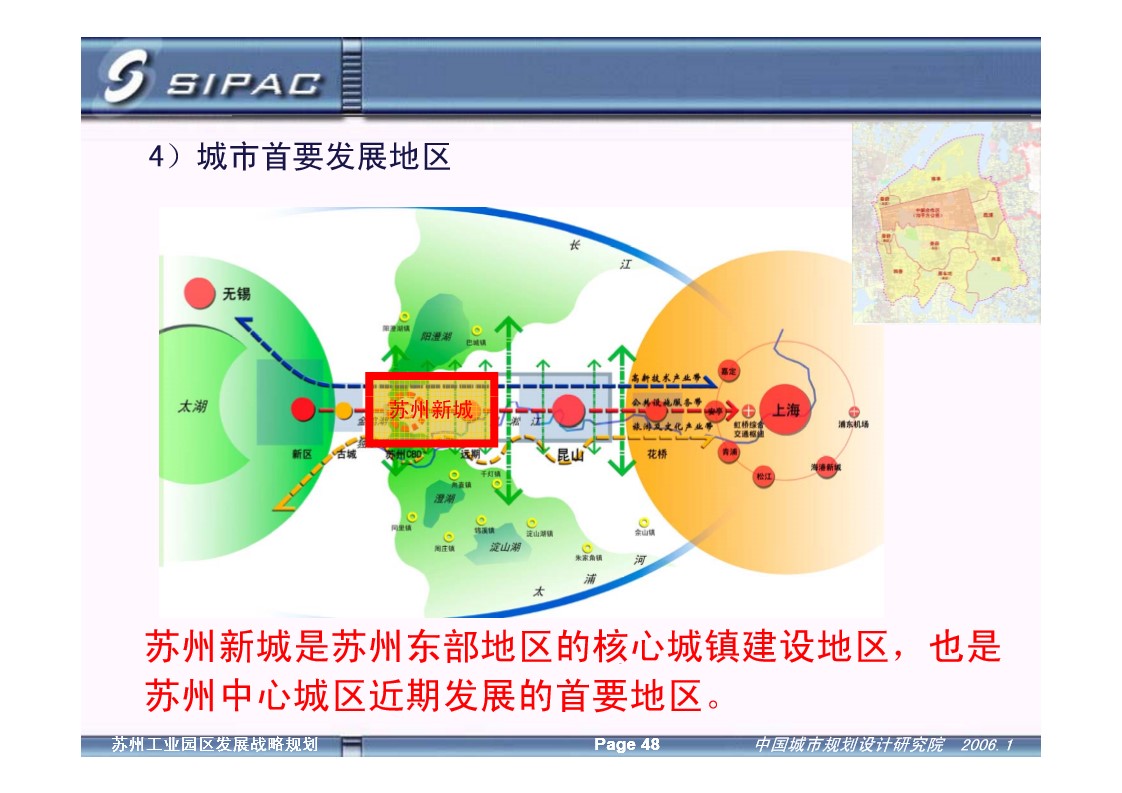 SIPAC
4）城市首要发展地区
长
江
无锡
阳澄湖镇
阳澄湖
巴城镇
高新技术产业带
嘉定
太湖
苏州新城
公共设施服务带
安亭
上海
淞 江
旅游及文化产业带
虹桥综合
交通枢纽
浦东机场
新区
古城
苏州CBD
远期
昆山
花桥
青浦
千灯镇
海港新城
松江
澄湖
同里镇
锦溪镇
淀山湖镇
佘山镇
周庄镇
淀山湖
朱家角镇
河
浦
太
苏州新城是苏州东部地区的核心城镇建设地区，也是
苏州中心城区近期发展的首要地区。
苏州工业园区发展战略规划
Page 48
中国城市规划设计研究院 2006.1